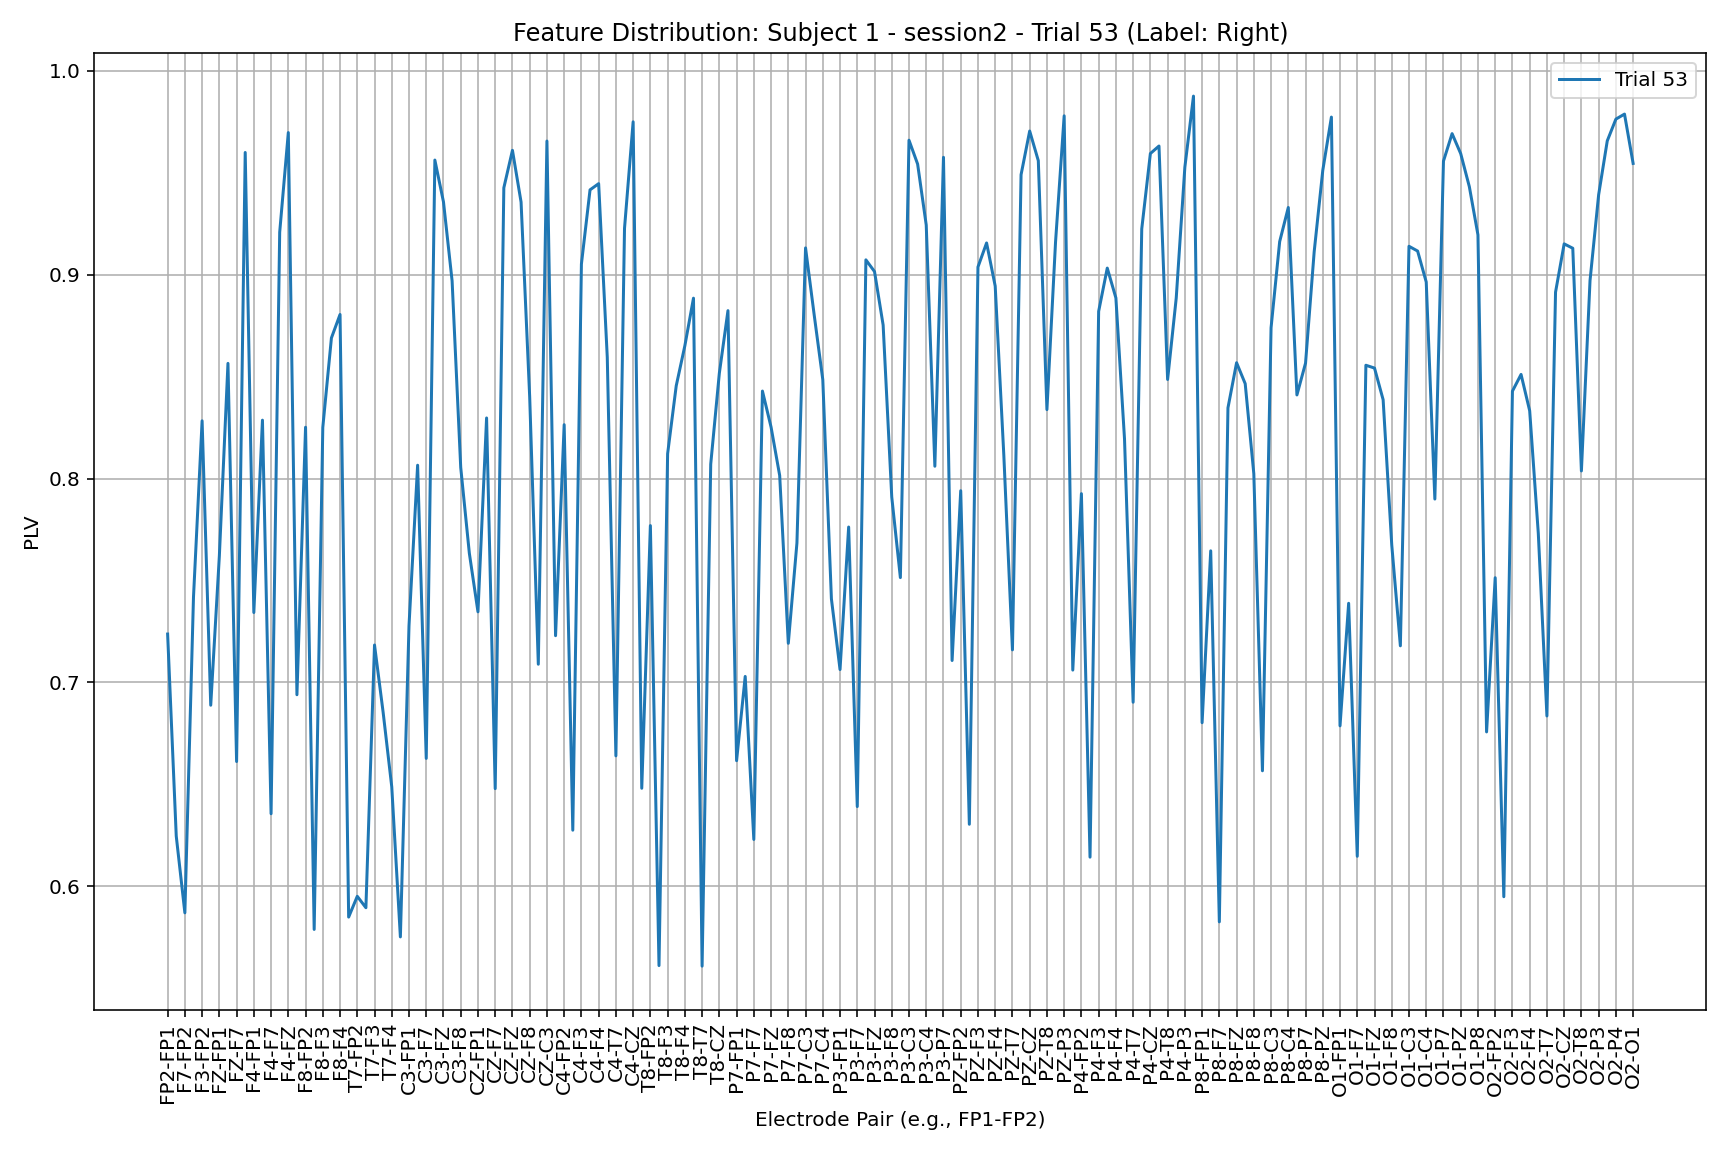 Feature Distribution: Subject 1 - session2 - Trial 53 (Label: Right)
Trial 53
1.0
0.9
0.8
0.7
0.6
PLV
FP2-FP1
F7-FP2
F3-FP2
FZ-FP1
FZ-F7
F4-FP1
F4-F7
F4-FZ
F8-FP2
F8-F3
F8-F4
T7-FP2
T7-F3
T7-F4
C3-FP1
C3-F7
C3-FZ
C3-F8
CZ-FP1
CZ-F7
CZ-FZ
CZ-F8
CZ-C3
C4-FP2
C4-F3
C4-F4
C4-T7
C4-CZ
T8-FP2
T8-F3
T8-F4
T8-T7
T8-CZ
P7-FP1
P7-F7
P7-FZ
P7-F8
P7-C3
P7-C4
P3-FP1
P3-F7
P3-FZ
P3-F8
P3-C3
P3-C4
P3-P7
PZ-FP2
PZ-F3
PZ-F4
PZ-T7
PZ-CZ
PZ-T8
PZ-P3
P4-FP2
P4-F3
P4-F4
P4-T7
P4-CZ
P4-T8
P4-P3
P8-FP1
P8-F7
P8-FZ
P8-F8
P8-C3
P8-C4
P8-P7
P8-PZ
O1-FP1
O1-F7
O1-FZ
O1-F8
O1-C3
O1-C4
O1-P7
O1-PZ
O1-P8
O2-FP2
O2-F3
O2-F4
O2-T7
O2-CZ
O2-T8
O2-P3
O2-P4
O2-O1
Electrode Pair (e.g., FP1-FP2)